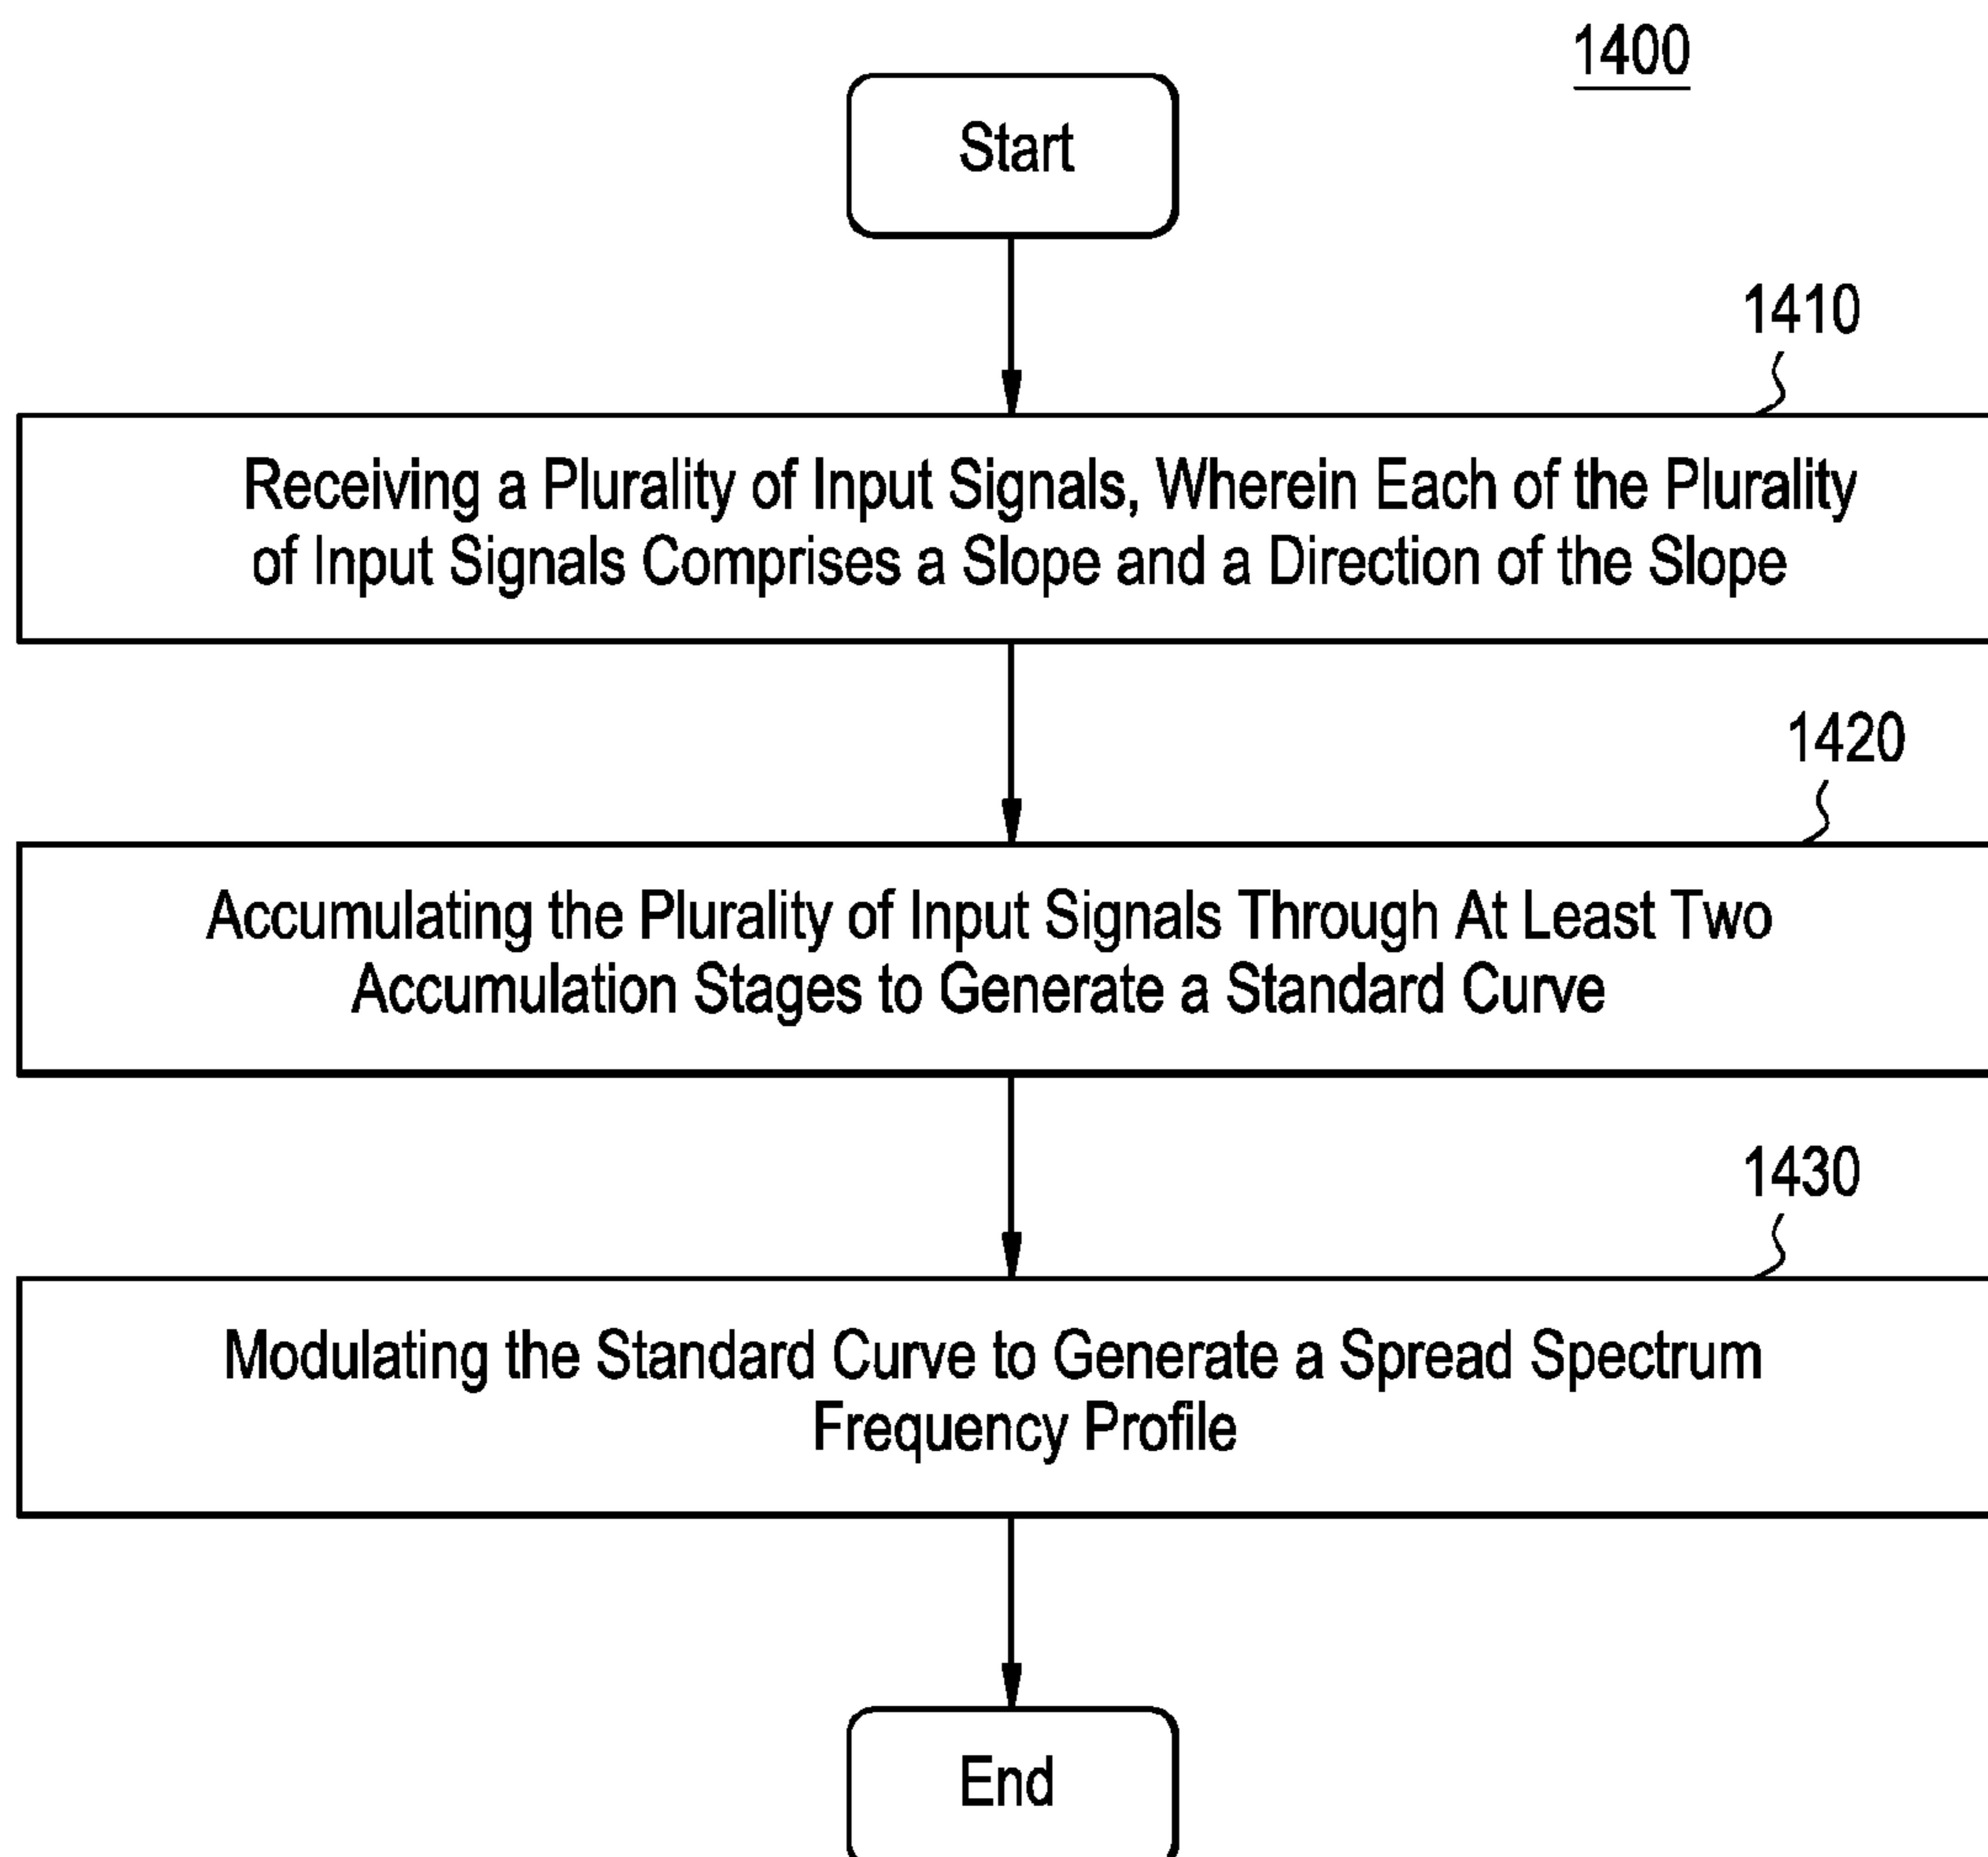 1400
Start
1410
Receiving a Plurality of Input Signals, Wherein Each of the Plurality
of Input Signals Comprises a Slope and a Direction of the Slope
1420
Accumulating the Plurality of Input Signals Through At Least Two
Accumulation Stages to Generate a Standard Curve
1430
Modulating the Standard Curve to Generate a Spread Spectrum
Frequency Profile
End